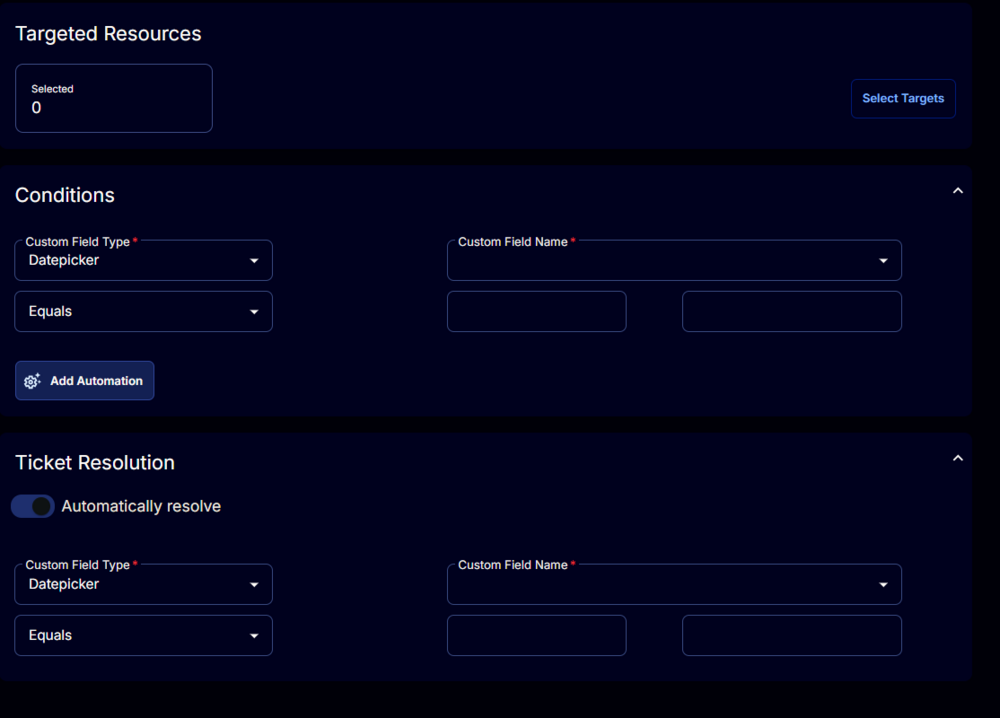 Targeted Resources
Selected
0
Select Targets
Conditions
Custom Field Type *
Custom Field Name *
Datepicker
Equals
Add Automation
Ticket Resolution
Automatically resolve
Custom Field Type *
Custom Field Name *
Datepicker
Equals